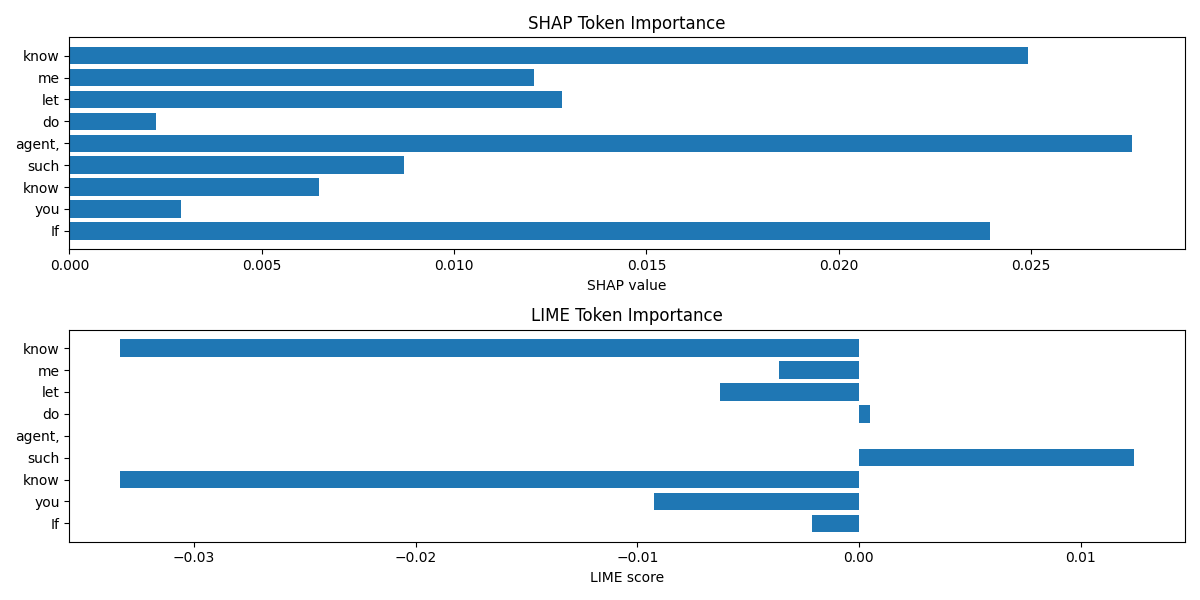 SHAP Token Importance
know
me
let
do
agent,
such
know
you
If
0.000 0.005 0.010 0.015 0.020 0.025
SHAP value
LIME Token Importance
know
me
let
do
agent,
such
know
you
If
−0.03 −0.02 −0.01 0.00 0.01
LIME score